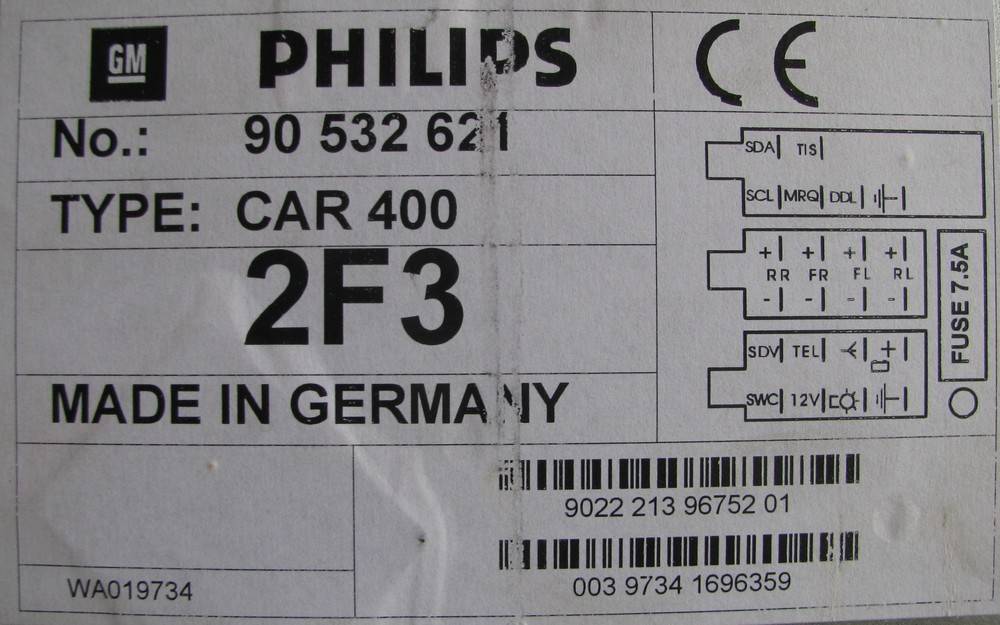 GM PHILIPS CE
No.: 90 532 621
TYPE: CAR 400
2F3
MADE IN GERMANY
SDA TIS
SCL MRQ DDL
+ + + +
RR FR FL RL
- - - -
FUSE 7.5A
SDV TEL +
SWC 12V
9022 213 96752 01
003 9734 1696359
WA019734